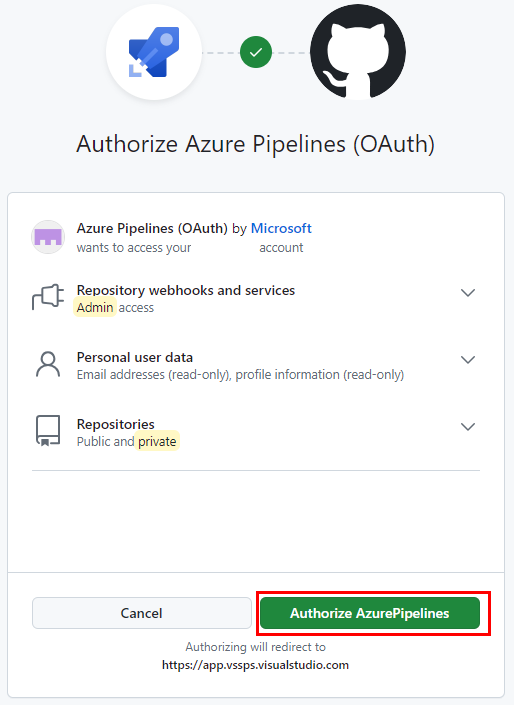 Authorize Azure Pipelines (OAuth)
Azure Pipelines (OAuth) by Microsoft
wants to access your account
Repository webhooks and services
Admin access
Personal user data
Email addresses (read-only), profile information (read-only)
Repositories
Public and private
Cancel
Authorize AzurePipelines
Authorizing will redirect to
https://app.vssps.visualstudio.com